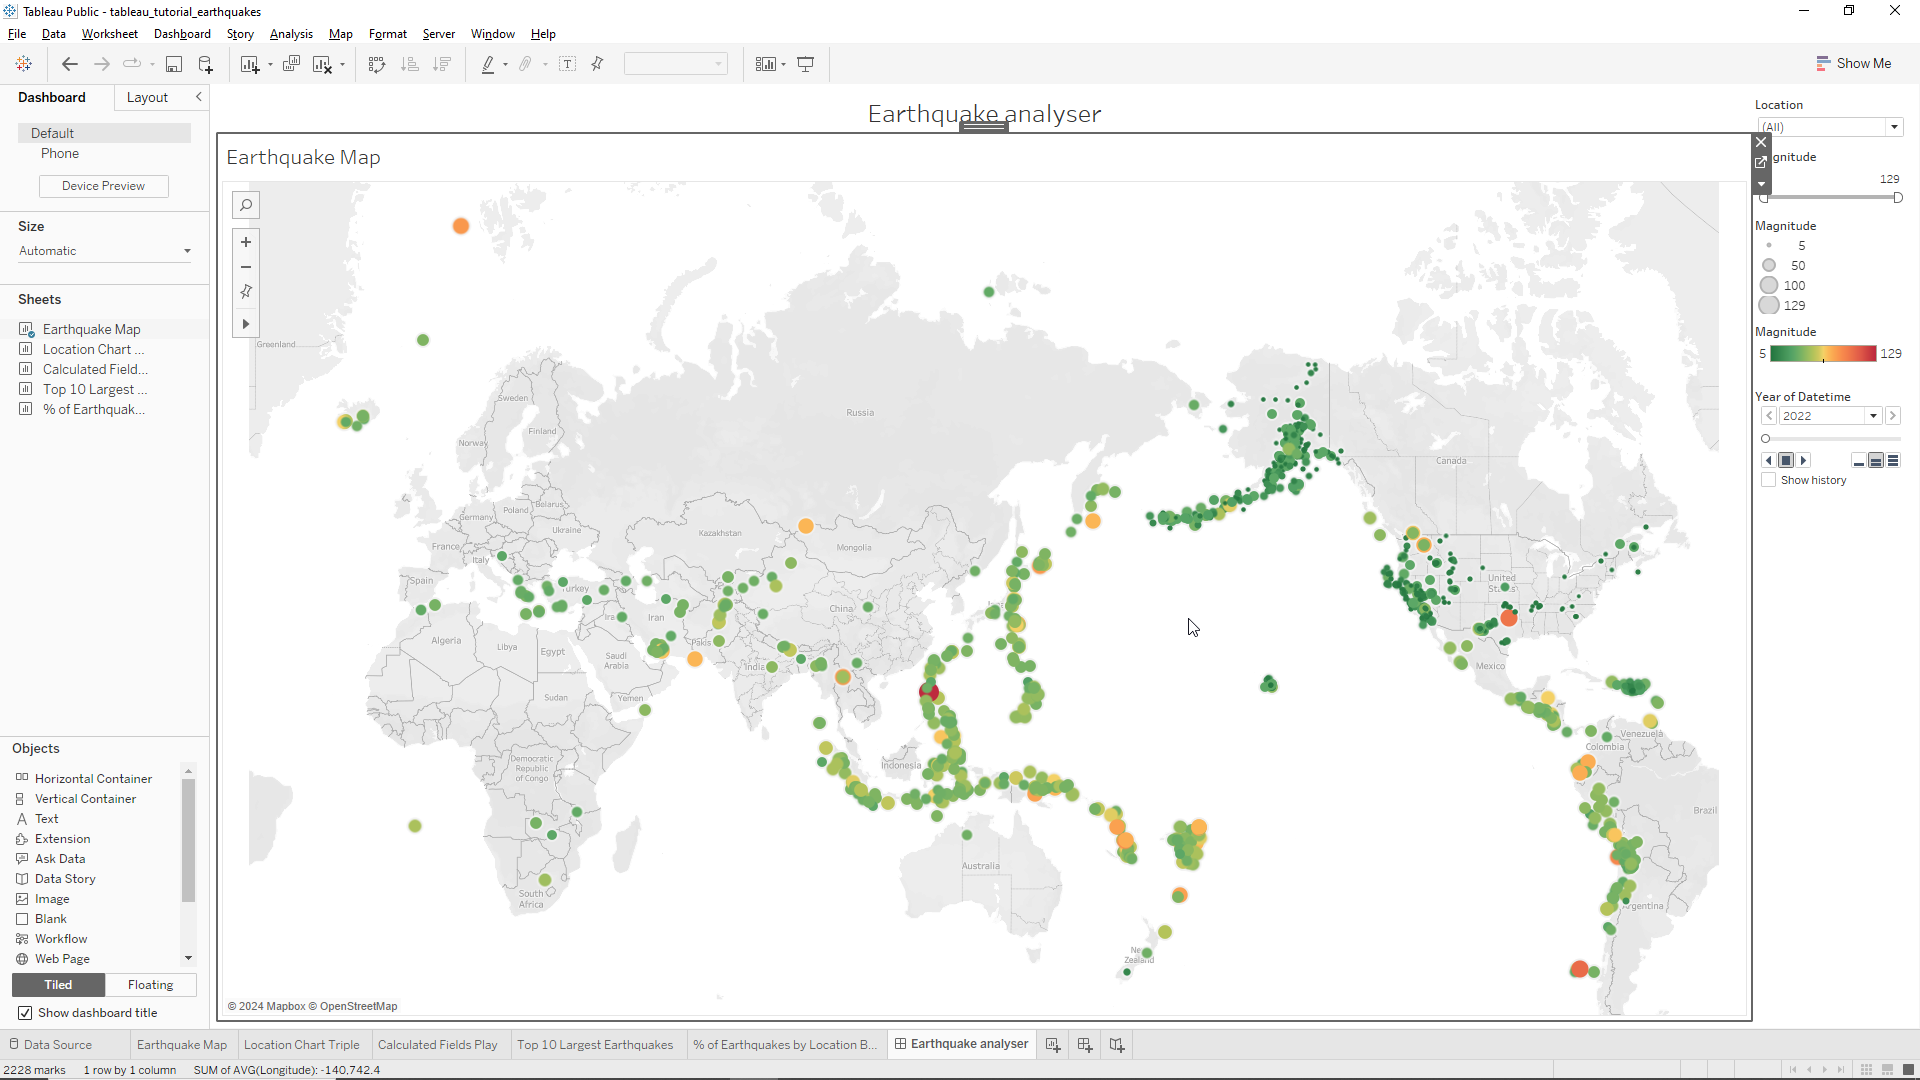 Tableau Public - tableau_tutorial_earthquakes
File Data Worksheet Dashboard Story Analysis Map Format Server Window Help
Show Me
Dashboard Layout
Default
Phone
Device Preview
Size
Automatic
Sheets
Earthquake Map
Location Chart ...
Calculated Field...
Top 10 Largest ...
% of Earthquak...
Objects
Horizontal Container
Vertical Container
Text
Extension
Ask Data
Data Story
Image
Blank
Workflow
Web Page
Tiled Floating
Show dashboard title
Earthquake analyser
Earthquake Map
Greenland
Sweden
Finland
Norway
Russia
Canada
Poland
Belarus
Germany
Ukraine
France
Italy
Spain
Kazakhstan
Mongolia
Turkey
Iran
China
United
Algeria
Libya
Egypt
Saudi
Arabia
India
Mexico
Yemen
Sudan
Venezuela
Colombia
Indonesia
Democratic
Republic
of Congo
Brazil
Australia
South
Africa
Argentina
Zealand
© 2024 Mapbox © OpenStreetMap
Location
(All)
gnitude
129
Magnitude
5
50
100
129
Magnitude
5 129
Year of Datetime
2022
Show history
Data Source Earthquake Map Location Chart Triple Calculated Fields Play Top 10 Largest Earthquakes % of Earthquakes by Location B... Earthquake analyser
2228 marks 1 row by 1 column SUM of AVG(Longitude): -140,742.4